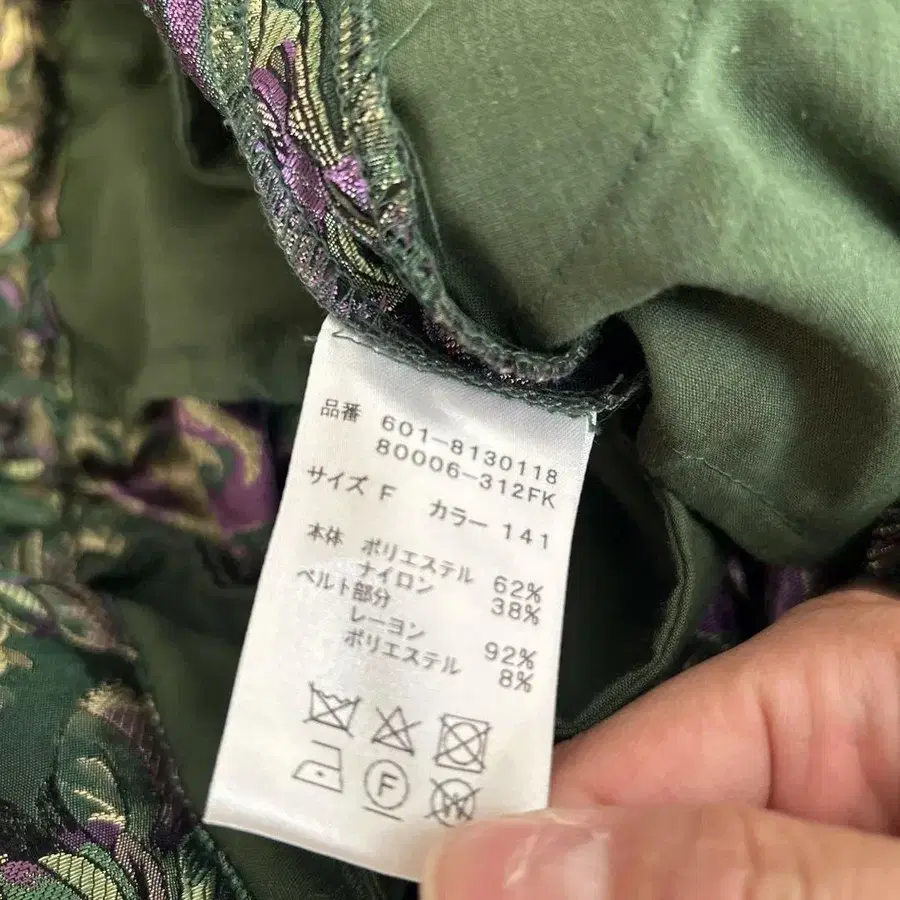 品番 601-8130118
80006-312FK
サイズ F カラー 141
本体 ポリエステル 62%
ナイロン 38%
ベルト部分
レーヨン 92%
ポリエステル 8%
F
W